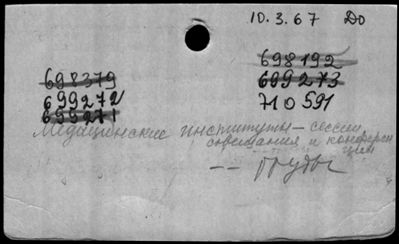 10.3.67 До
698192
698379 699273
699272 710591
699271
Медицинские институты — сессии,
совещания и конферен
ции
-- труды